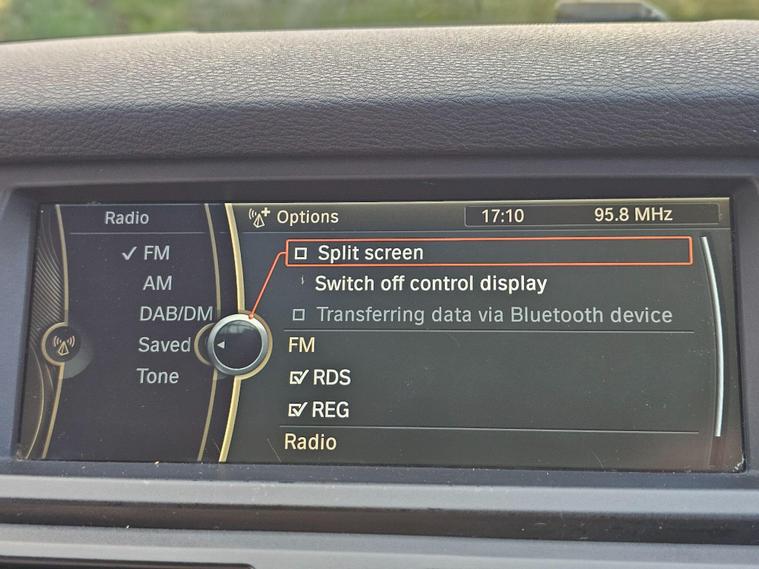 Radio
FM
AM
DAB/DM
Saved
Tone
Options
17:10 95.8 MHz
Split screen
Switch off control display
Transferring data via Bluetooth device
FM
RDS
REG
Radio